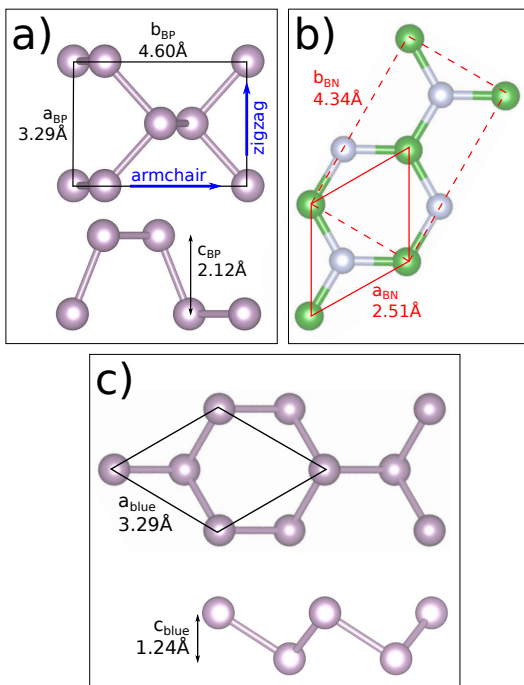 a)
b_BP
4.60Å
a_BP
3.29Å
zigzag
armchair
c_BP
2.12Å
b)
b_BN
4.34Å
a_BN
2.51Å
c)
a_blue
3.29Å
c_blue
1.24Å